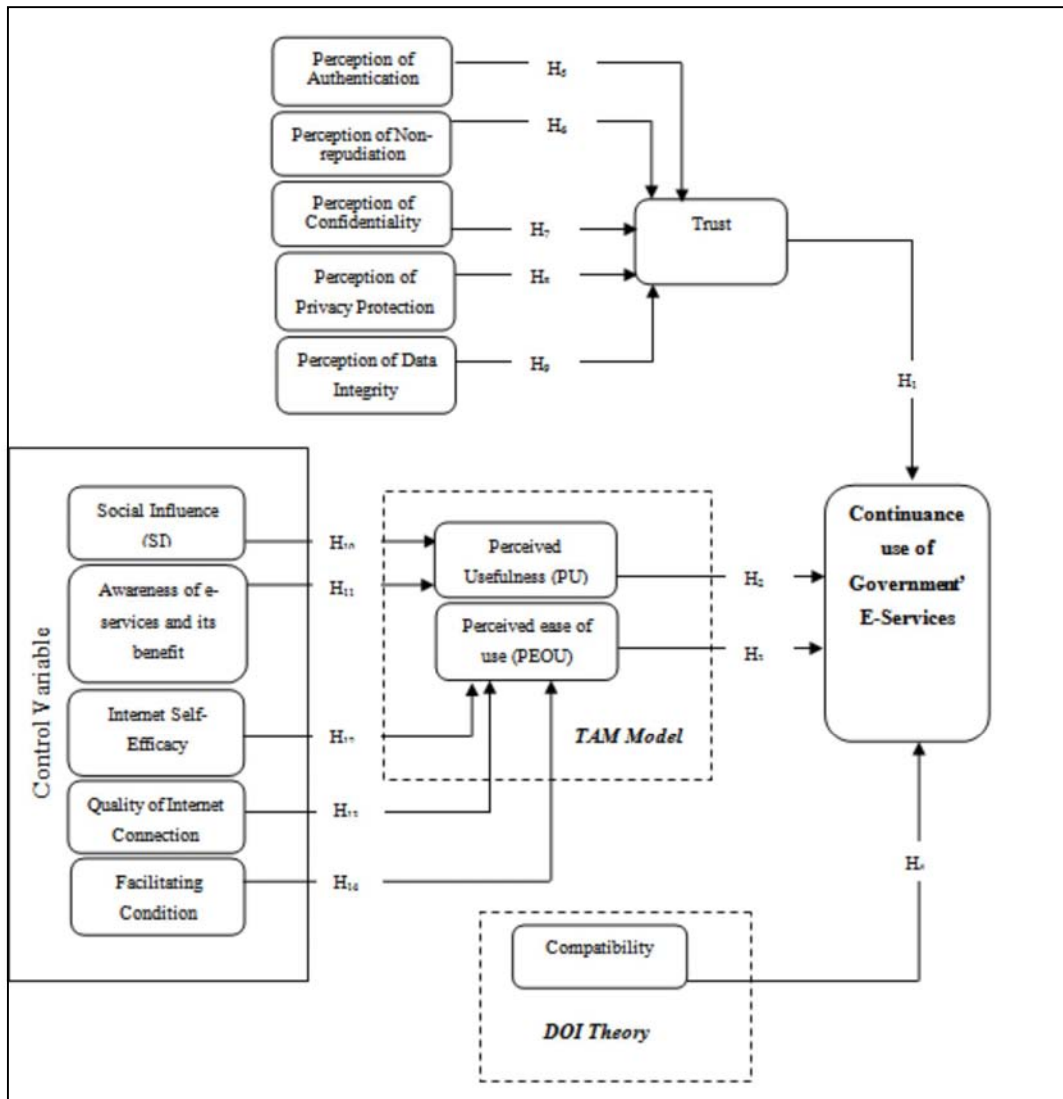 Perception of
Authentication
H₅
Perception of Non-
repudiation
H₆
Perception of
Confidentiality
H₇
Perception of
Privacy Protection
H₈
Perception of Data
Integrity
H₉
Trust
H₁
Control Variable
Social Influence
(SI)
H₁₀
Awareness of e-
services and its
benefit
H₁₁
Internet Self-
Efficacy
Quality of Internet
Connection
Facilitating
Condition
H₁₄
Perceived
Usefulness (PU)
H₂
Perceived ease of
use (PEOU)
TAM Model
Continuance
use of
Government’
E-Services
Compatibility
DOI Theory